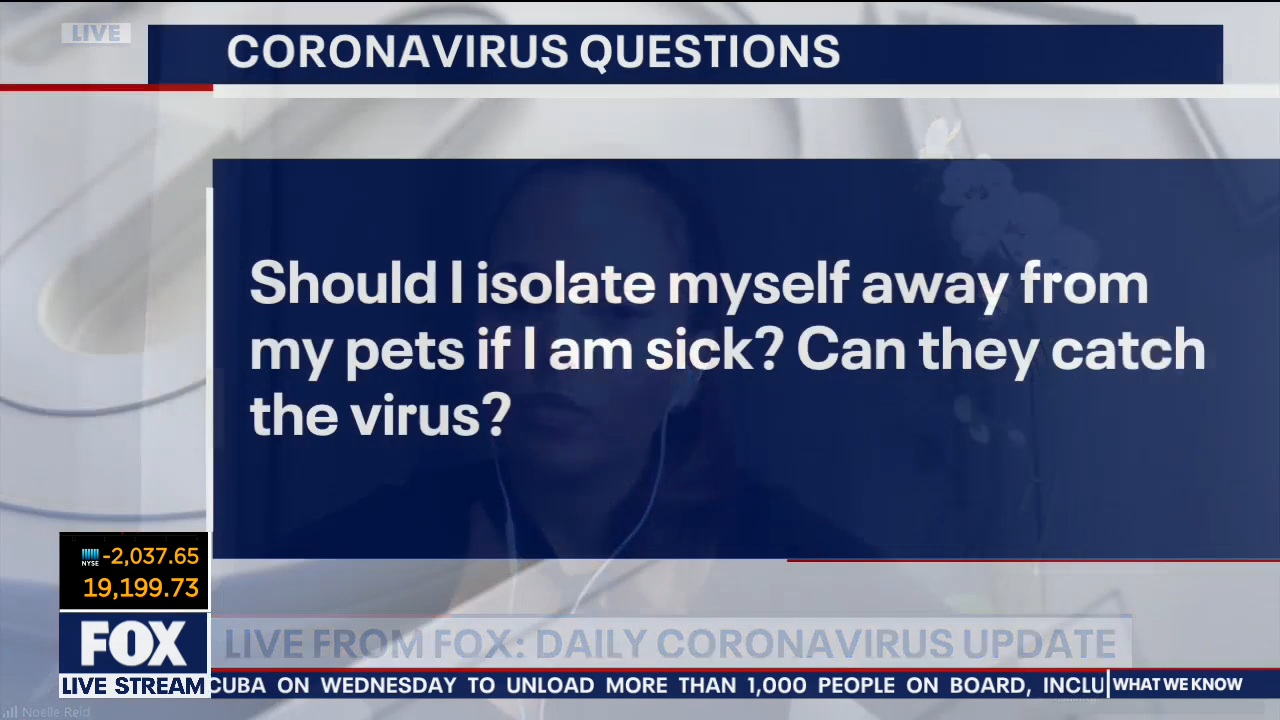 LIVE
CORONAVIRUS QUESTIONS
Should I isolate myself away from
my pets if I am sick? Can they catch
the virus?
NYSE
-2,037.65
19,199.73
FOX
LIVE STREAM
LIVE FROM FOX: DAILY CORONAVIRUS UPDATE
CUBA ON WEDNESDAY TO UNLOAD MORE THAN 1,000 PEOPLE ON BOARD, INCLU
WHAT WE KNOW
Noelle Reid